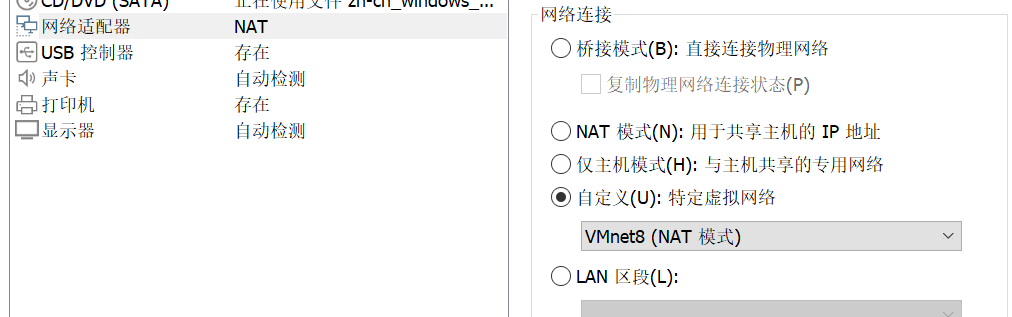 CD/DVD (SATA) 正在使用文件 zh-cn_windows_...
网络适配器 NAT
USB 控制器 存在
声卡 自动检测
打印机 存在
显示器 自动检测
网络连接
桥接模式(B): 直接连接物理网络
复制物理网络连接状态(P)
NAT 模式(N): 用于共享主机的 IP 地址
仅主机模式(H): 与主机共享的专用网络
自定义(U): 特定虚拟网络
VMnet8 (NAT 模式)
LAN 区段(L):